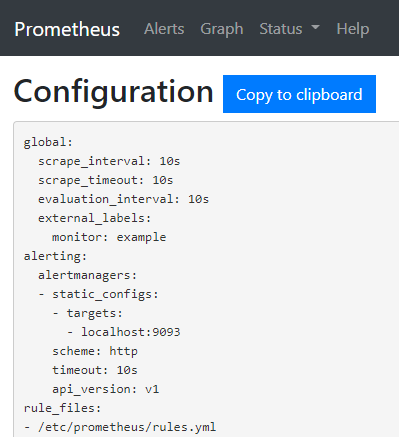 Prometheus Alerts Graph Status Help
Configuration Copy to clipboard
global:
  scrape_interval: 10s
  scrape_timeout: 10s
  evaluation_interval: 10s
  external_labels:
    monitor: example
alerting:
  alertmanagers:
  - static_configs:
    - targets:
      - localhost:9093
    scheme: http
    timeout: 10s
    api_version: v1
rule_files:
- /etc/prometheus/rules.yml